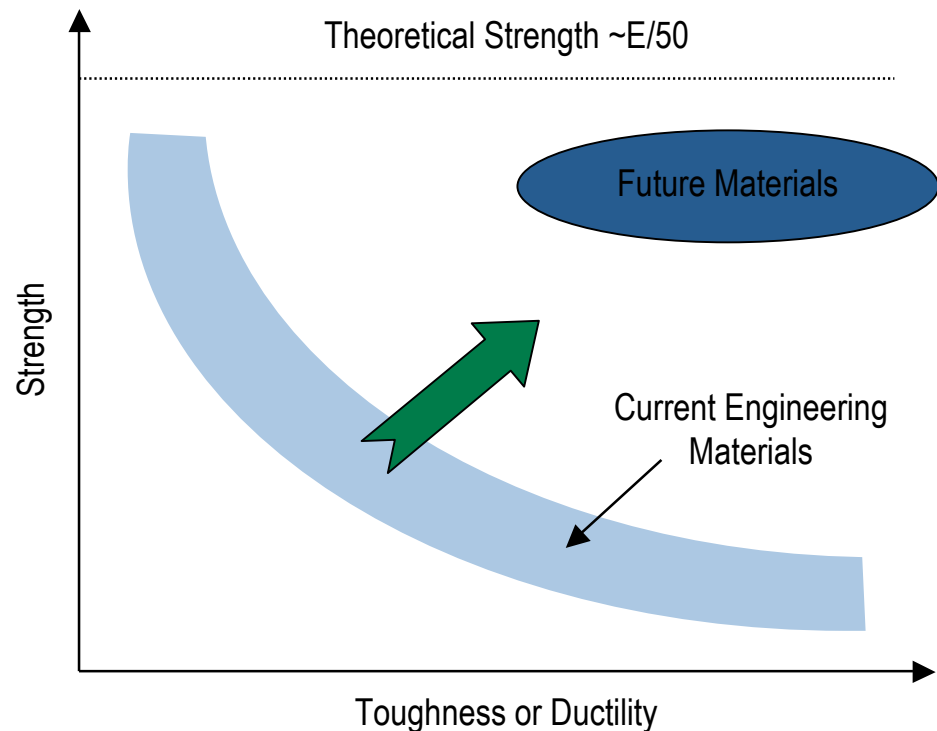 Theoretical Strength ~E/50
Future Materials
Strength
Current Engineering
Materials
Toughness or Ductility